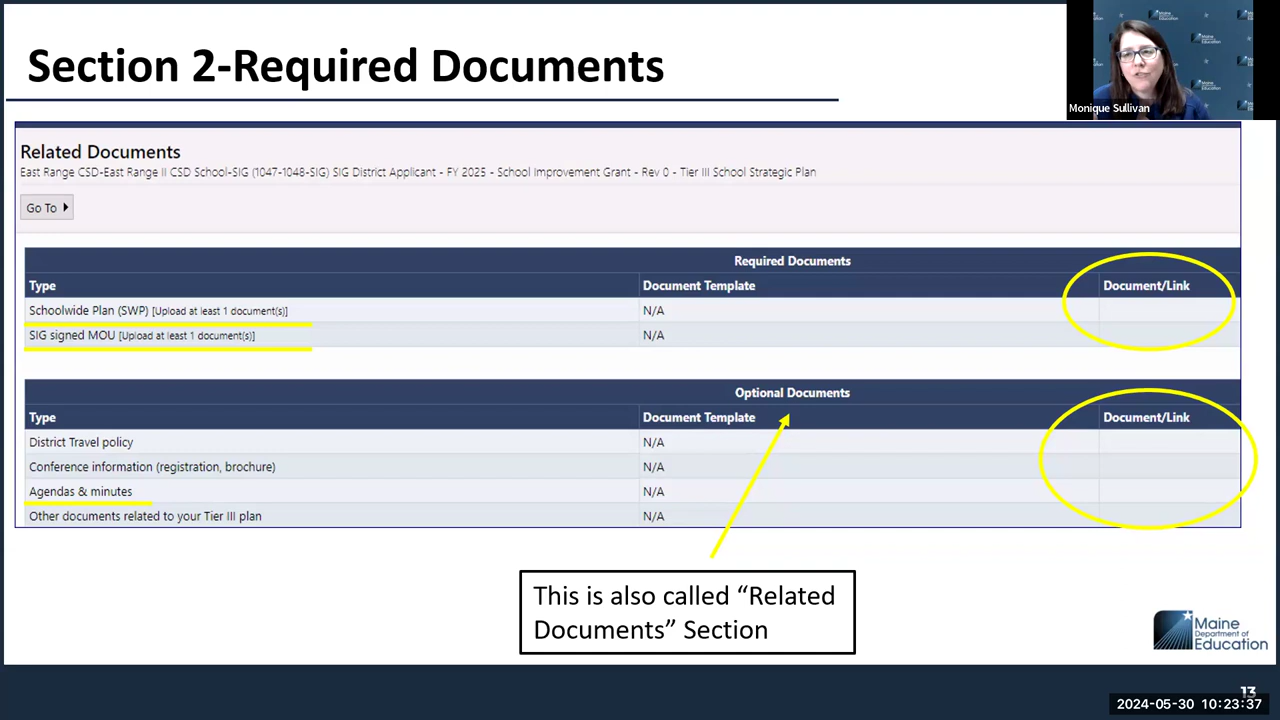 Section 2-Required Documents
Maine
Department of
Education
Monique Sullivan
Related Documents
East Range CSD-East Range II CSD School-SIG (1047-1048-SIG) SIG District Applicant - FY 2025 - School Improvement Grant - Rev 0 - Tier III School Strategic Plan
Go To
Required Documents
Type Document Template Document/Link
Schoolwide Plan (SWP) [Upload at least 1 document(s)] N/A
SIG signed MOU [Upload at least 1 document(s)] N/A
Optional Documents
Type Document Template Document/Link
District Travel policy N/A
Conference information (registration, brochure) N/A
Agendas & minutes N/A
Other documents related to your Tier III plan N/A
This is also called “Related
Documents” Section
Maine
Department of
Education
13
2024-05-30 10:23:37